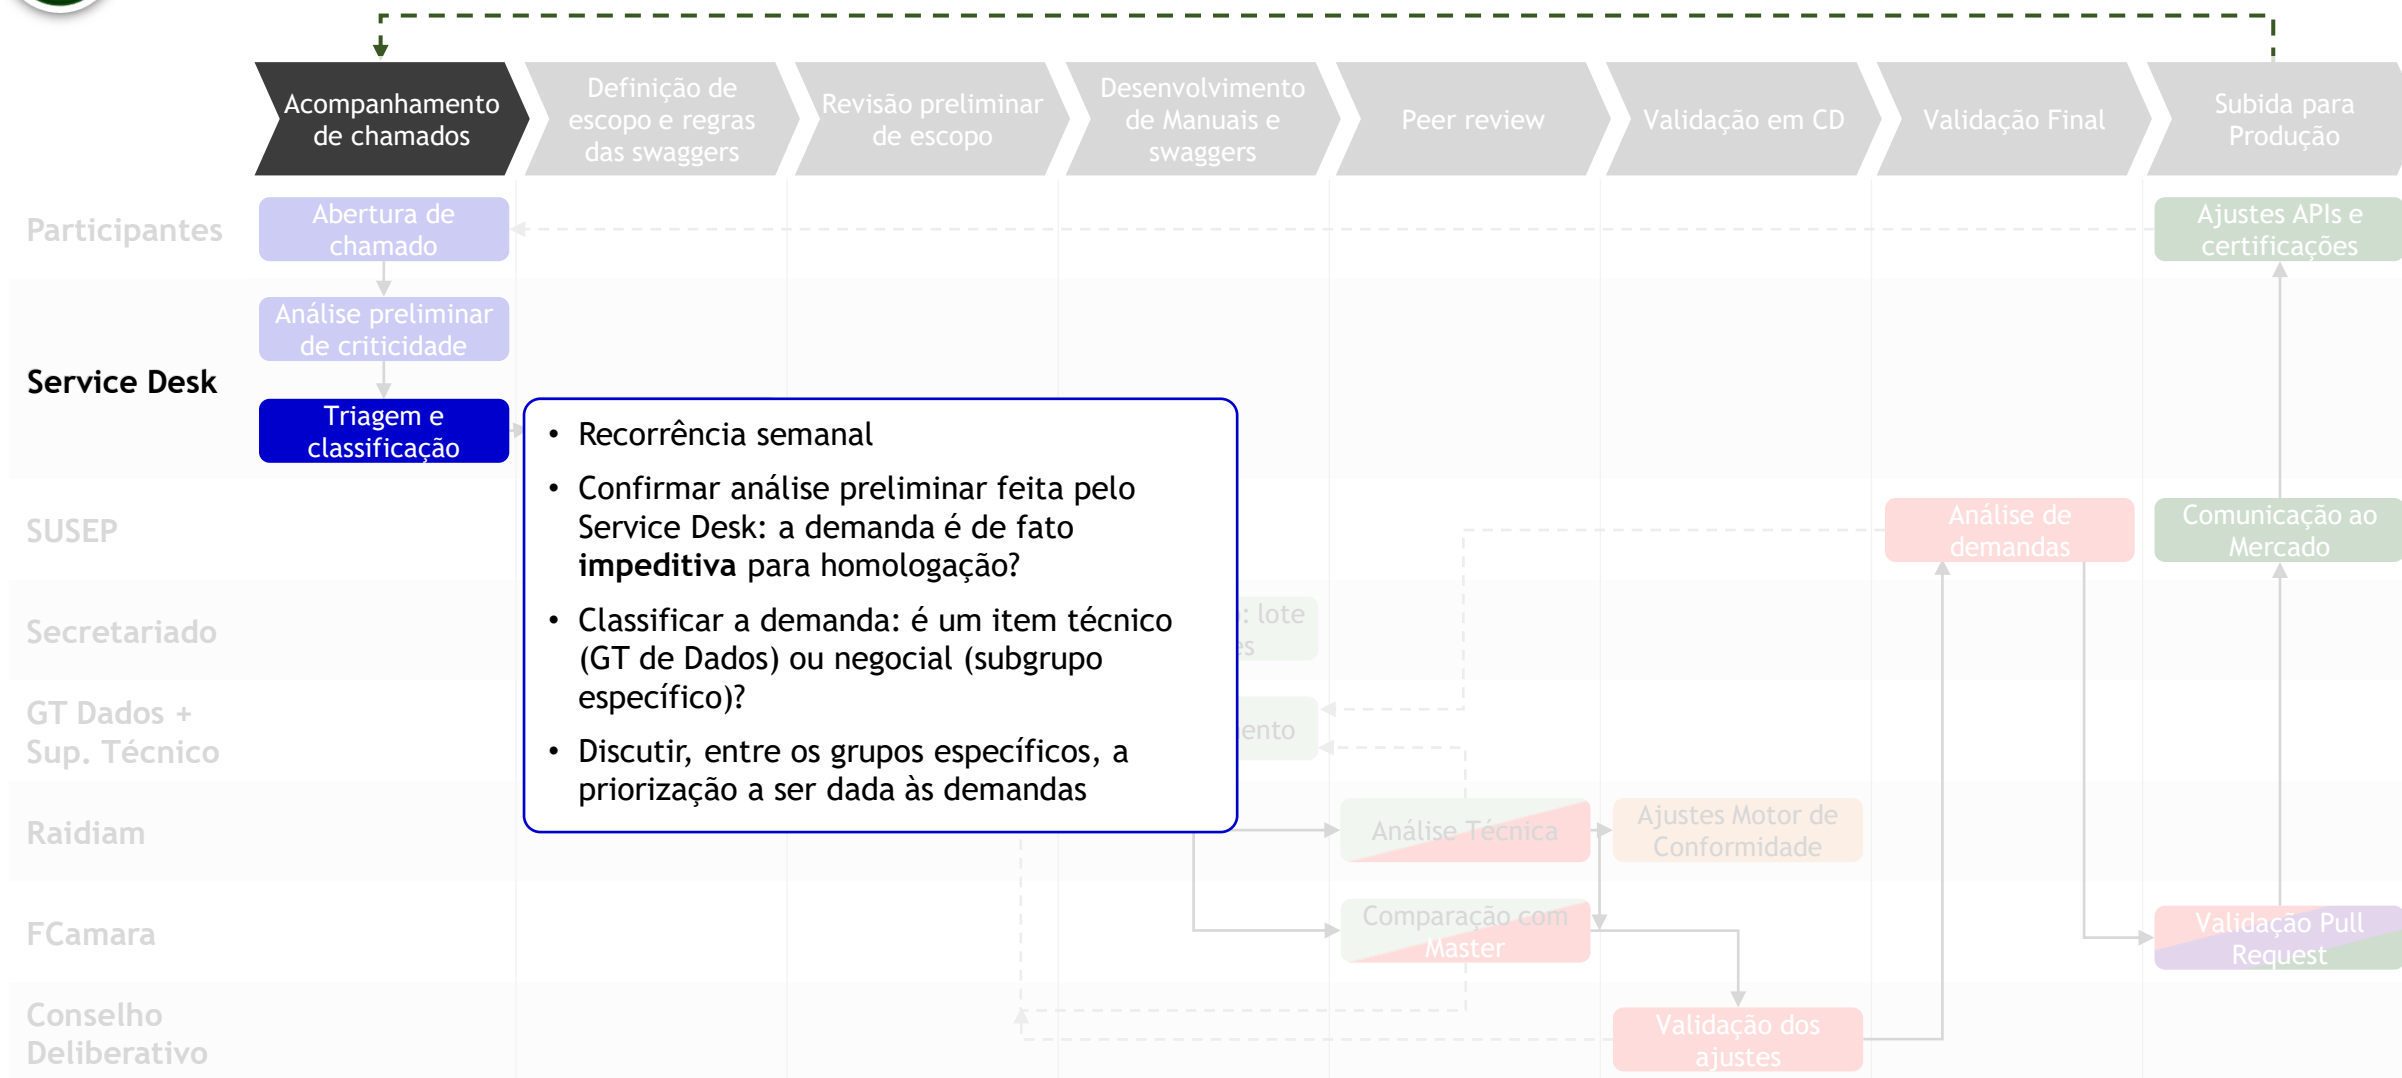 Acompanhamento
de chamados
Definição de
escopo e regras
das swaggers
Revisão preliminar
de escopo
Desenvolvimento
de Manuais e
swaggers
Peer review
Validação em CD
Validação Final
Subida para
Produção
Participantes
Abertura de
chamado
Ajustes APIs e
certificações
Service Desk
Análise preliminar
de criticidade
Triagem e
classificação
• Recorrência semanal
• Confirmar análise preliminar feita pelo
Service Desk: a demanda é de fato
impeditiva para homologação?
• Classificar a demanda: é um item técnico
(GT de Dados) ou negocial (subgrupo
específico)?
• Discutir, entre os grupos específicos, a
priorização a ser dada às demandas
SUSEP
Análise de
demandas
Comunicação ao
Mercado
Secretariado
: lote
GT Dados +
Sup. Técnico
Raidiam
Análise Técnica
Ajustes Motor de
Conformidade
FCamara
Comparação com
Master
Validação Pull
Request
Conselho
Deliberativo
Validação dos
ajustes